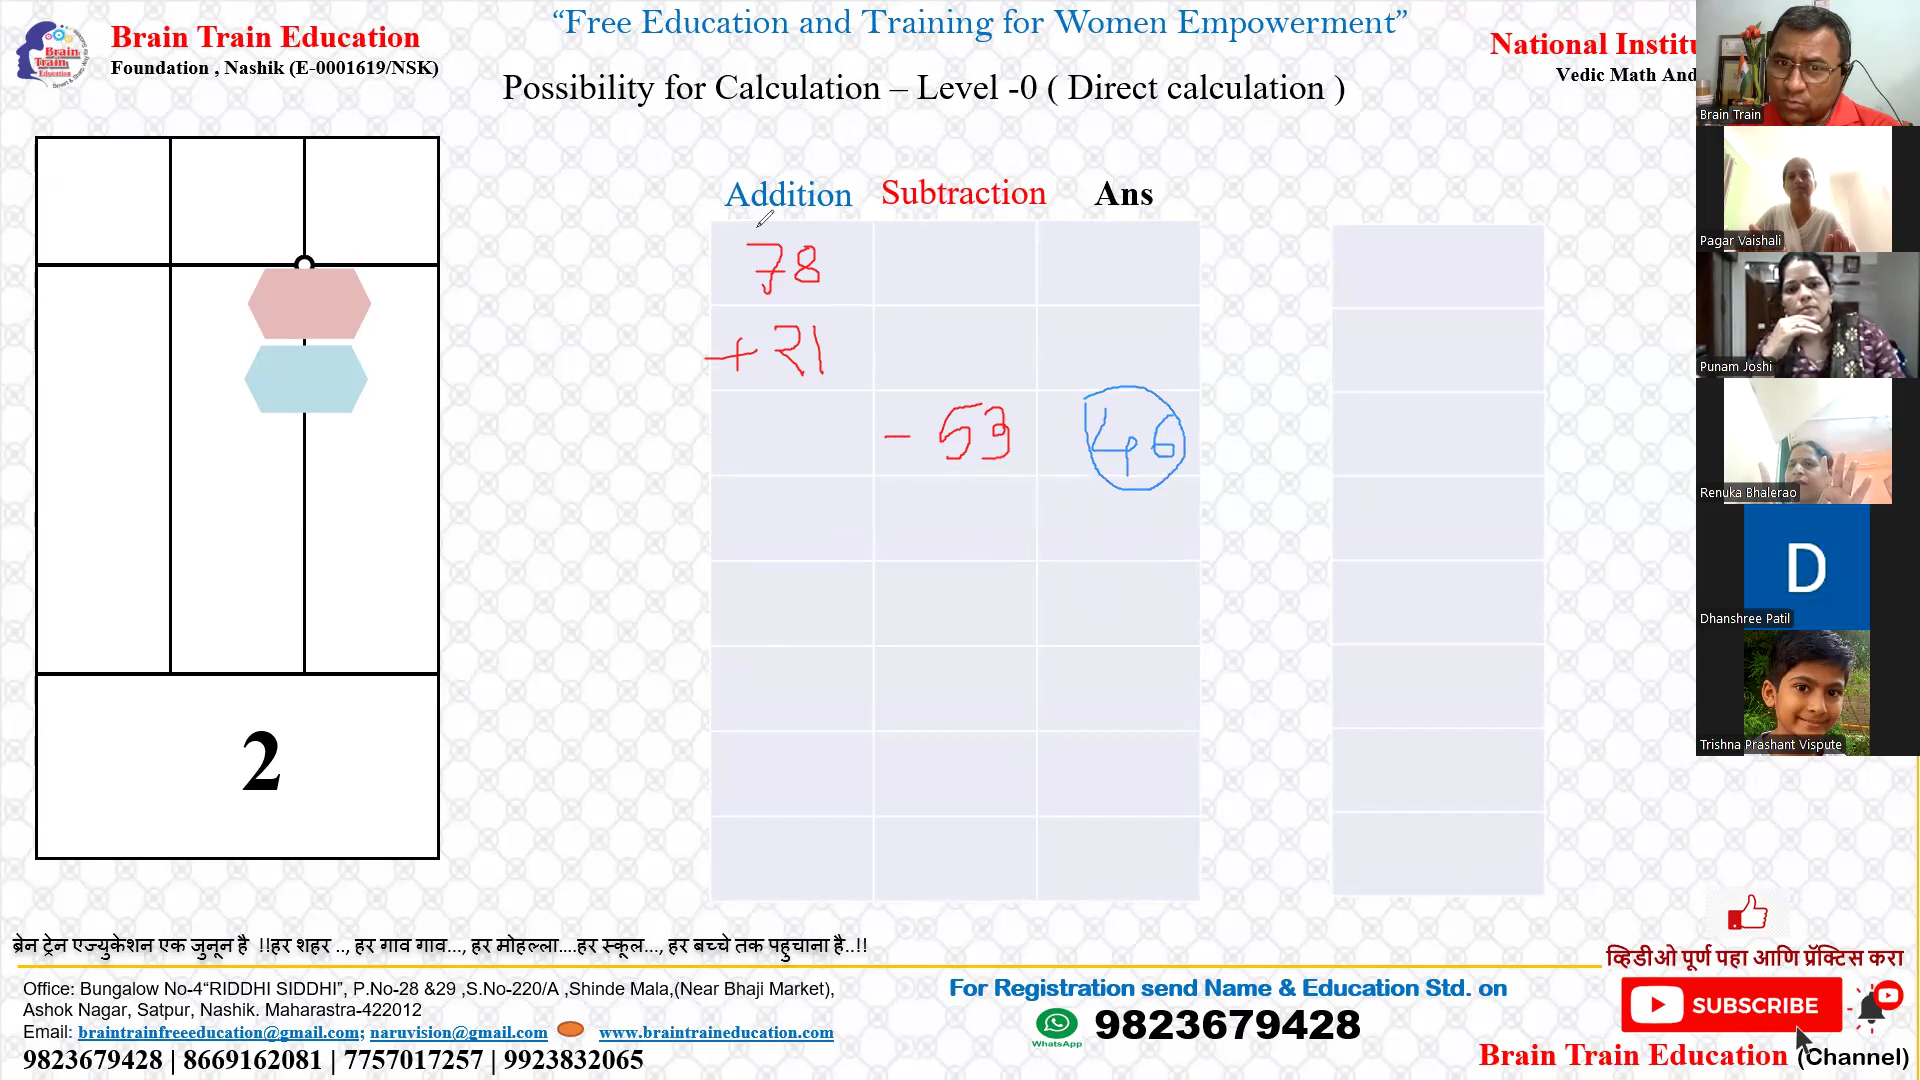 “Free Education and Training for Women Empowerment”
Brain Train Education
Foundation , Nashik (E-0001619/NSK)
National Institu
Vedic Math And
Possibility for Calculation – Level -0 ( Direct calculation )
Brain
Train
Education
Addition Subtraction Ans
78
+ 21
- 53 46
2
Brain Train
Pagar Vaishali
Punam Joshi
Renuka Bhalerao
D
Dhanshree Patil
Trishna Prashant Vispute
ब्रेन ट्रेन एज्युकेशन एक जुनून है !!हर शहर .., हर गाव गाव..., हर मोहल्ला....हर स्कूल..., हर बच्चे तक पहुचाना है..!!
व्हिडीओ पूर्ण पहा आणि प्रॅक्टिस करा
Office: Bungalow No-4“RIDDHI SIDDHI”, P.No-28 &29 ,S.No-220/A ,Shinde Mala,(Near Bhaji Market),
Ashok Nagar, Satpur, Nashik. Maharastra-422012
Email: braintrainfreeeducation@gmail.com; naruvision@gmail.com www.braintraineducation.com
9823679428 | 8669162081 | 7757017257 | 9923832065
For Registration send Name & Education Std. on
WhatsApp 9823679428
SUBSCRIBE
Brain Train Education (Channel)